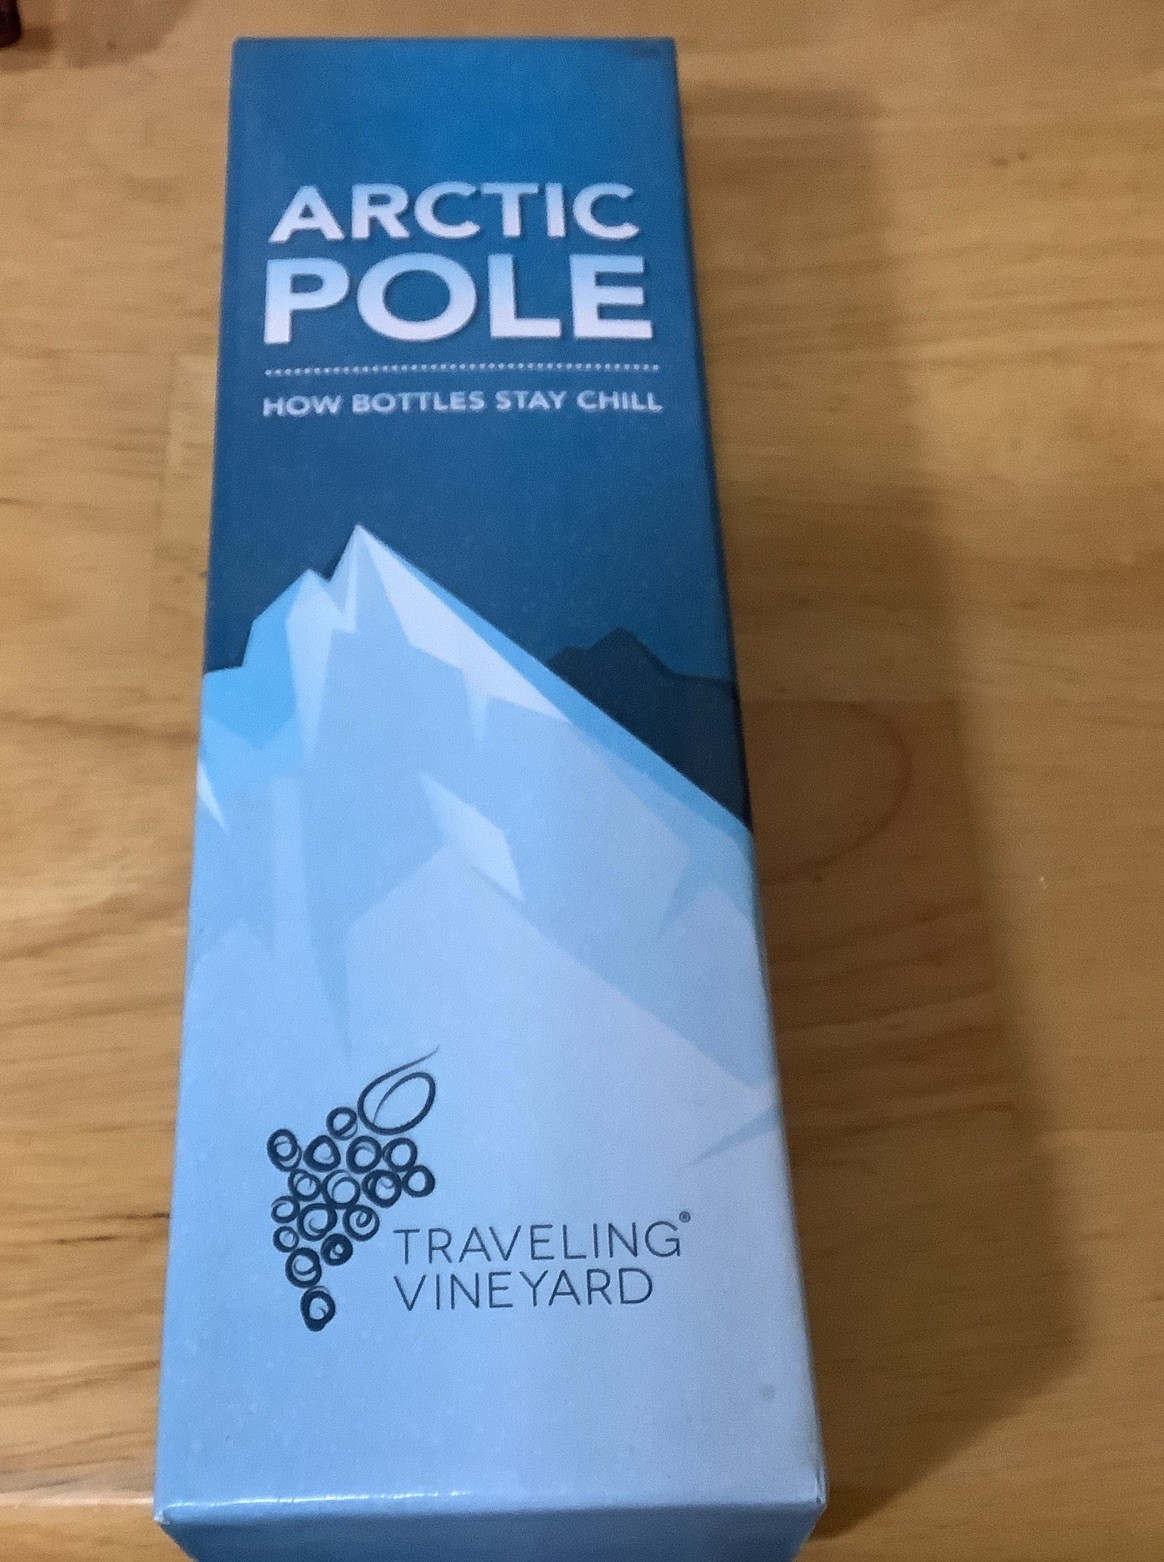 ARCTIC
POLE
HOW BOTTLES STAY CHILL
TRAVELING®
VINEYARD